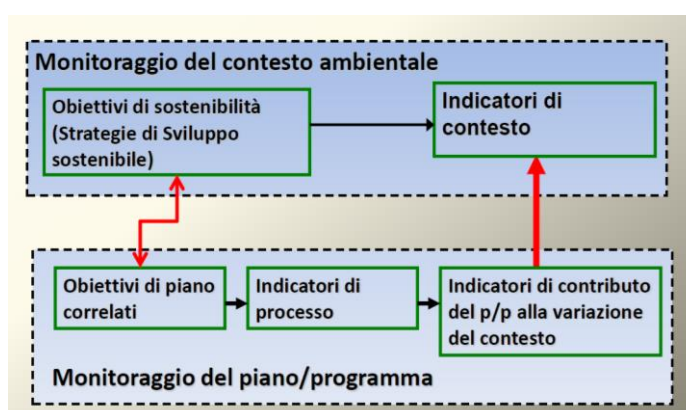 Monitoraggio del contesto ambientale
Obiettivi di sostenibilità
(Strategie di Sviluppo
sostenibile)
Indicatori di
contesto
Obiettivi di piano
correlati
Indicatori di
processo
Indicatori di contributo
del p/p alla variazione
del contesto
Monitoraggio del piano/programma